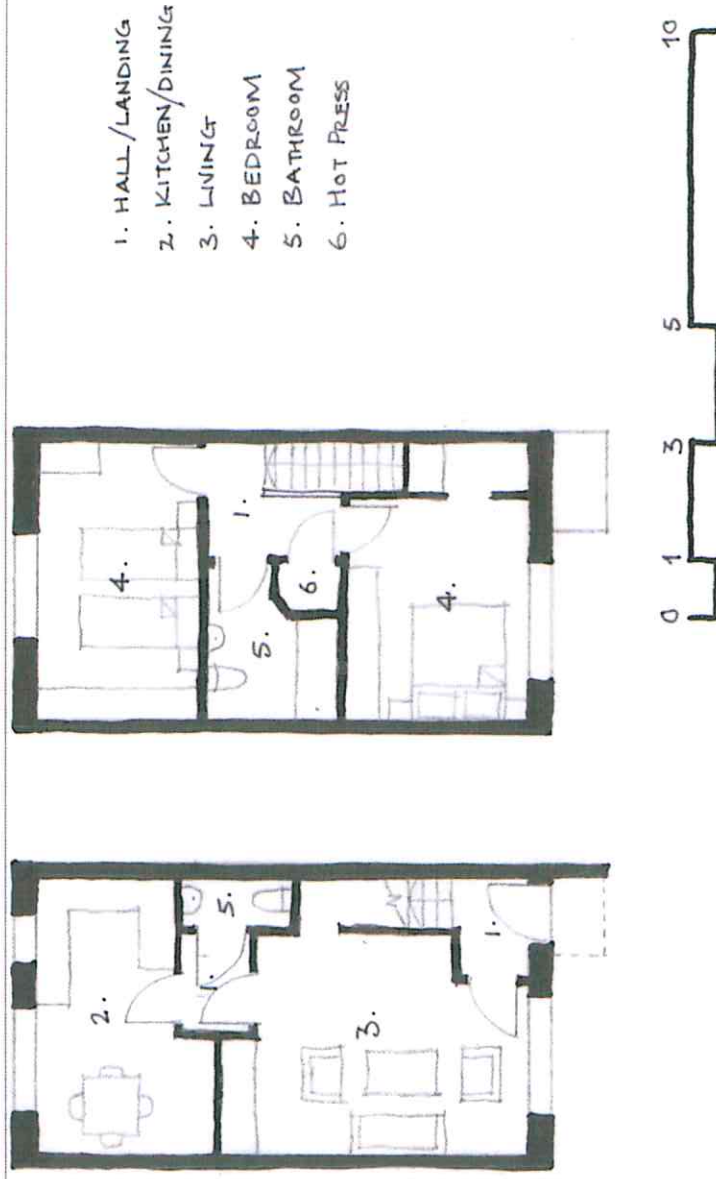 1. HALL/LANDING
2. KITCHEN/DINING
3. LIVING
4. BEDROOM
5. BATHROOM
6. HOT PRESS
2.
5.
3.
1.
4.
1.
5.
6.
4.
0 1 3 5 10